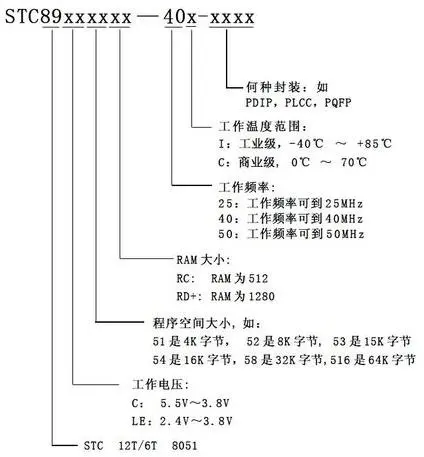 STC89xxxxxx—40x-xxxx
何种封装：如
PDIP，PLCC，PQFP
工作温度范围：
I：工业级，-40℃ ～ +85℃
C：商业级，0℃ ～ 70℃
工作频率：
25：工作频率可到25MHz
40：工作频率可到40MHz
50：工作频率可到50MHz
RAM大小：
RC： RAM为512
RD+：RAM为1280
程序空间大小，如：
51是4K字节， 52是8K字节， 53是15K字节
54是16K字节，58是32K字节，516是64K字节
工作电压：
C： 5.5V～3.8V
LE：2.4V～3.8V
STC 12T/6T 8051